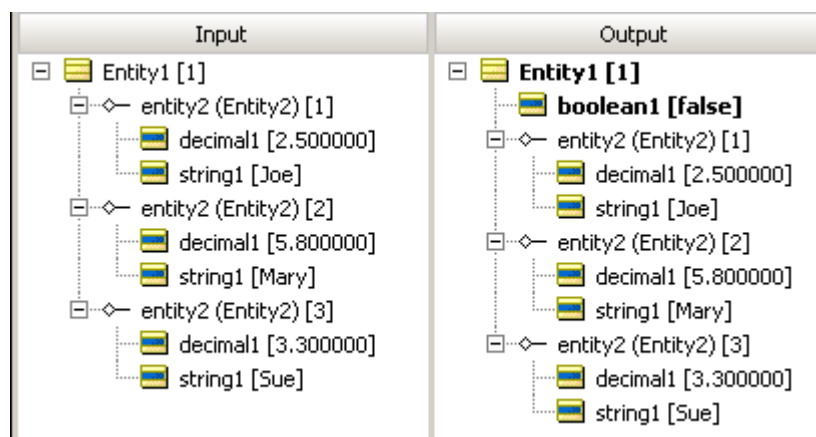 Input
Entity1 [1]
entity2 (Entity2) [1]
decimal1 [2.500000]
string1 [Joe]
entity2 (Entity2) [2]
decimal1 [5.800000]
string1 [Mary]
entity2 (Entity2) [3]
decimal1 [3.300000]
string1 [Sue]
Output
Entity1 [1]
boolean1 [false]
entity2 (Entity2) [1]
decimal1 [2.500000]
string1 [Joe]
entity2 (Entity2) [2]
decimal1 [5.800000]
string1 [Mary]
entity2 (Entity2) [3]
decimal1 [3.300000]
string1 [Sue]